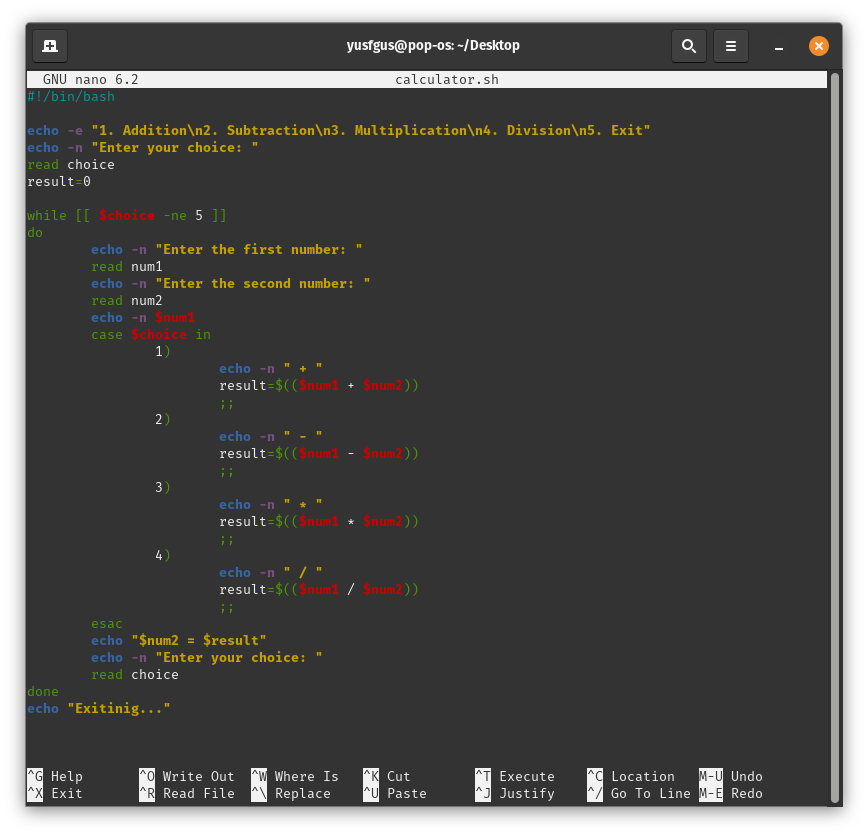 yusfgus@pop-os: ~/Desktop
GNU nano 6.2 calculator.sh
#!/bin/bash
echo -e "1. Addition\n2. Subtraction\n3. Multiplication\n4. Division\n5. Exit"
echo -n "Enter your choice: "
read choice
result=0
while [[ $choice -ne 5 ]]
do
echo -n "Enter the first number: "
read num1
echo -n "Enter the second number: "
read num2
echo -n $num1
case $choice in
1)
echo -n " + "
result=$(($num1 + $num2))
;;
2)
echo -n " - "
result=$(($num1 - $num2))
;;
3)
echo -n " * "
result=$(($num1 * $num2))
;;
4)
echo -n " / "
result=$(($num1 / $num2))
;;
esac
echo "$num2 = $result"
echo -n "Enter your choice: "
read choice
done
echo "Exitinig..."
^G Help ^O Write Out ^W Where Is ^K Cut ^T Execute ^C Location M-U Undo
^X Exit ^R Read File ^\ Replace ^U Paste ^J Justify ^/ Go To Line M-E Redo